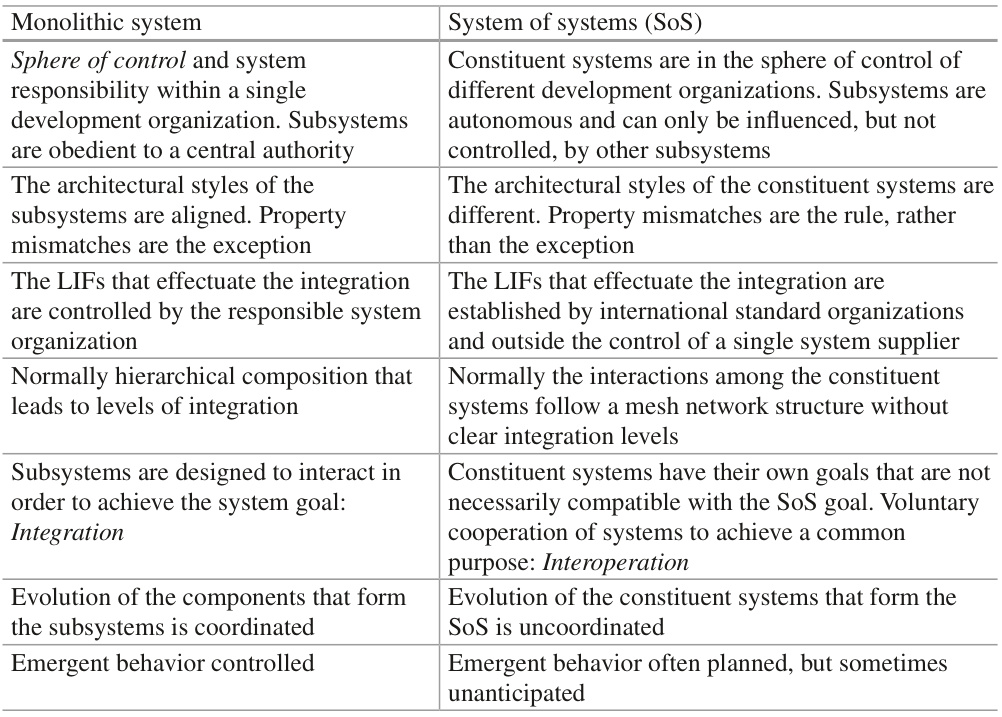 Monolithic system
System of systems (SoS)
Sphere of control and system
responsibility within a single
development organization. Subsystems
are obedient to a central authority
Constituent systems are in the sphere of control of
different development organizations. Subsystems are
autonomous and can only be influenced, but not
controlled, by other subsystems
The architectural styles of the
subsystems are aligned. Property
mismatches are the exception
The architectural styles of the constituent systems are
different. Property mismatches are the rule, rather
than the exception
The LIFs that effectuate the integration
are controlled by the responsible system
organization
The LIFs that effectuate the integration are
established by international standard organizations
and outside the control of a single system supplier
Normally hierarchical composition that
leads to levels of integration
Normally the interactions among the constituent
systems follow a mesh network structure without
clear integration levels
Subsystems are designed to interact in
order to achieve the system goal:
Integration
Constituent systems have their own goals that are not
necessarily compatible with the SoS goal. Voluntary
cooperation of systems to achieve a common
purpose: Interoperation
Evolution of the components that form
the subsystems is coordinated
Evolution of the constituent systems that form the
SoS is uncoordinated
Emergent behavior controlled
Emergent behavior often planned, but sometimes
unanticipated